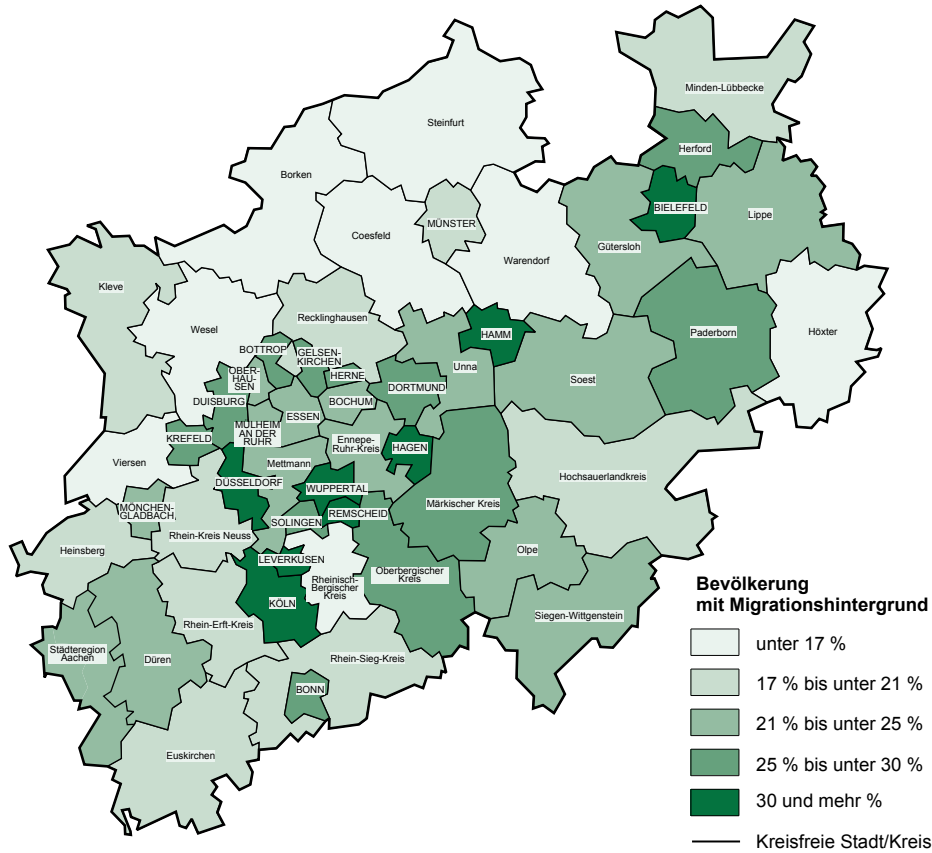 Minden-Lübbecke
Steinfurt
Herford
Borken
BIELEFELD
Lippe
MÜNSTER
Coesfeld
Gütersloh
Warendorf
Kleve
Recklinghausen
Wesel
HAMM
Paderborn
Höxter
BOTTROP
GELSEN-
KIRCHEN
OBER-
HAU-
SEN
HERNE
Unna
Soest
DORTMUND
DUISBURG
BOCHUM
ESSEN
MÜLHEIM
AN DER
RUHR
KREFELD
Ennepe-
Ruhr-Kreis
HAGEN
Viersen
Mettmann
Hochsauerlandkreis
DÜSSELDORF
WUPPERTAL
Märkischer Kreis
MÖNCHEN-
GLADBACH
REMSCHEID
SOLINGEN
Rhein-Kreis Neuss
Heinsberg
Olpe
LEVERKUSEN
Rheinisch-
Bergischer
Kreis
Oberbergischer
Kreis
KÖLN
Siegen-Wittgenstein
Rhein-Erft-Kreis
Städteregion
Aachen
Düren
Rhein-Sieg-Kreis
BONN
Euskirchen
Bevölkerung
mit Migrationshintergrund
unter 17 %
17 % bis unter 21 %
21 % bis unter 25 %
25 % bis unter 30 %
30 und mehr %
Kreisfreie Stadt/Kreis